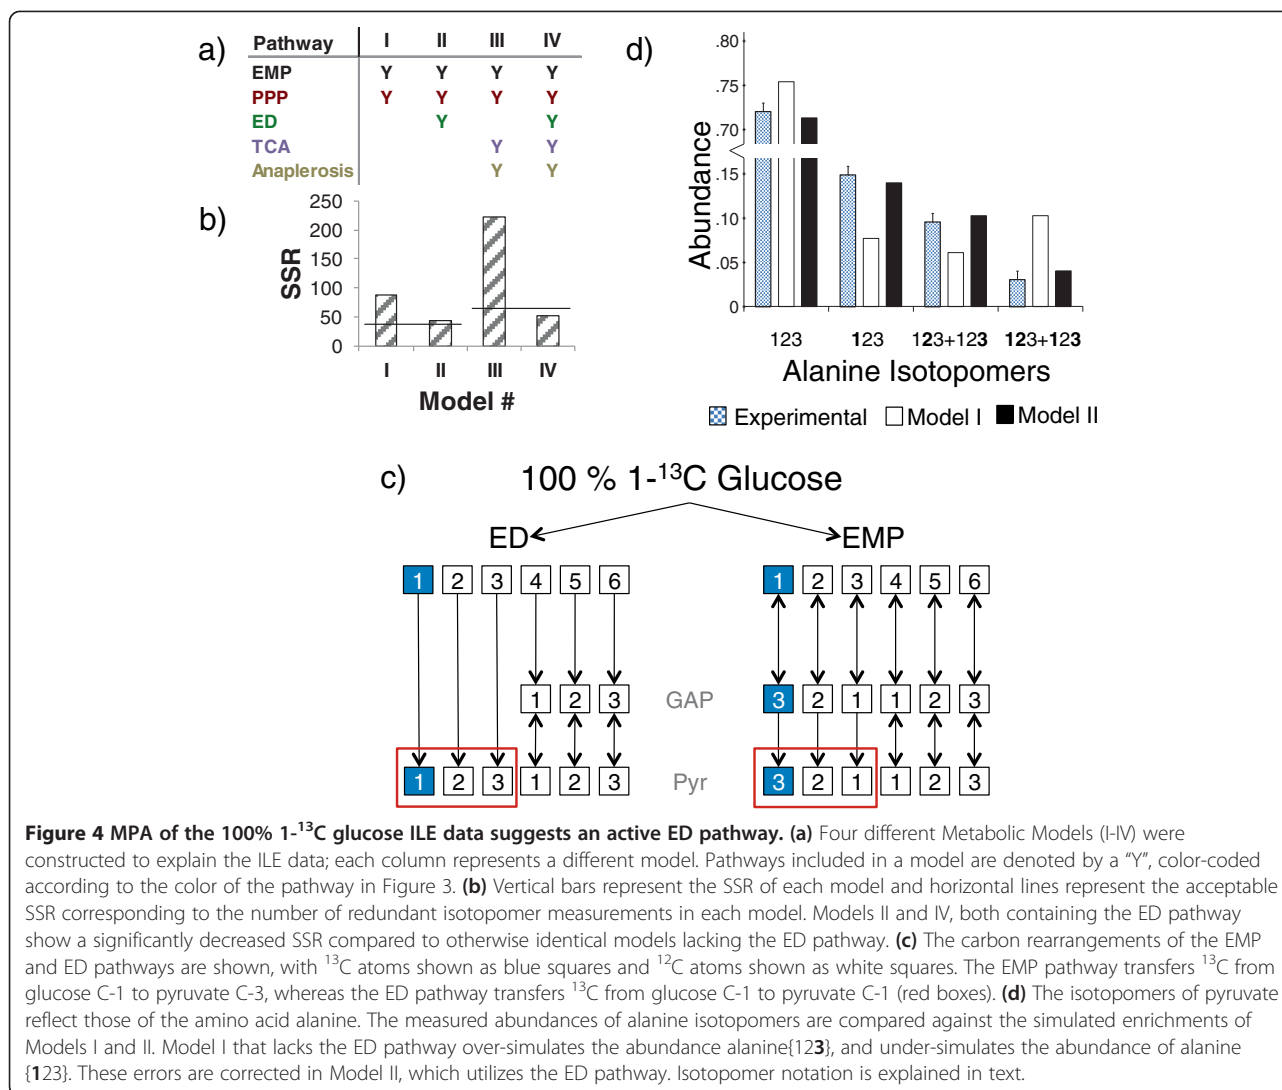 a)
Pathway I II III IV
EMP Y Y Y Y
PPP Y Y Y Y
ED Y Y
TCA Y Y
Anaplerosis Y Y
b)
SSR
250
200
150
100
50
0
I II III IV
Model #
d)
Abundance
.80
.75
.70
.15
.10
.05
0
123 123 123+123 123+123
Alanine Isotopomers
Experimental Model I Model II
c)
100 % 1-¹³C Glucose
ED EMP
1 2 3 4 5 6 1 2 3 4 5 6
1 2 3 GAP 3 2 1 1 2 3
1 2 3 1 2 3 Pyr 3 2 1 1 2 3
Figure 4 MPA of the 100% 1-¹³C glucose ILE data suggests an active ED pathway. (a) Four different Metabolic Models (I-IV) were
constructed to explain the ILE data; each column represents a different model. Pathways included in a model are denoted by a “Y”, color-coded
according to the color of the pathway in Figure 3. (b) Vertical bars represent the SSR of each model and horizontal lines represent the acceptable
SSR corresponding to the number of redundant isotopomer measurements in each model. Models II and IV, both containing the ED pathway
show a significantly decreased SSR compared to otherwise identical models lacking the ED pathway. (c) The carbon rearrangements of the EMP
and ED pathways are shown, with ¹³C atoms shown as blue squares and ¹²C atoms shown as white squares. The EMP pathway transfers ¹³C from
glucose C-1 to pyruvate C-3, whereas the ED pathway transfers ¹³C from glucose C-1 to pyruvate C-1 (red boxes). (d) The isotopomers of pyruvate
reflect those of the amino acid alanine. The measured abundances of alanine isotopomers are compared against the simulated enrichments of
Models I and II. Model I that lacks the ED pathway over-simulates the abundance alanine{123}, and under-simulates the abundance of alanine
{123}. These errors are corrected in Model II, which utilizes the ED pathway. Isotopomer notation is explained in text.